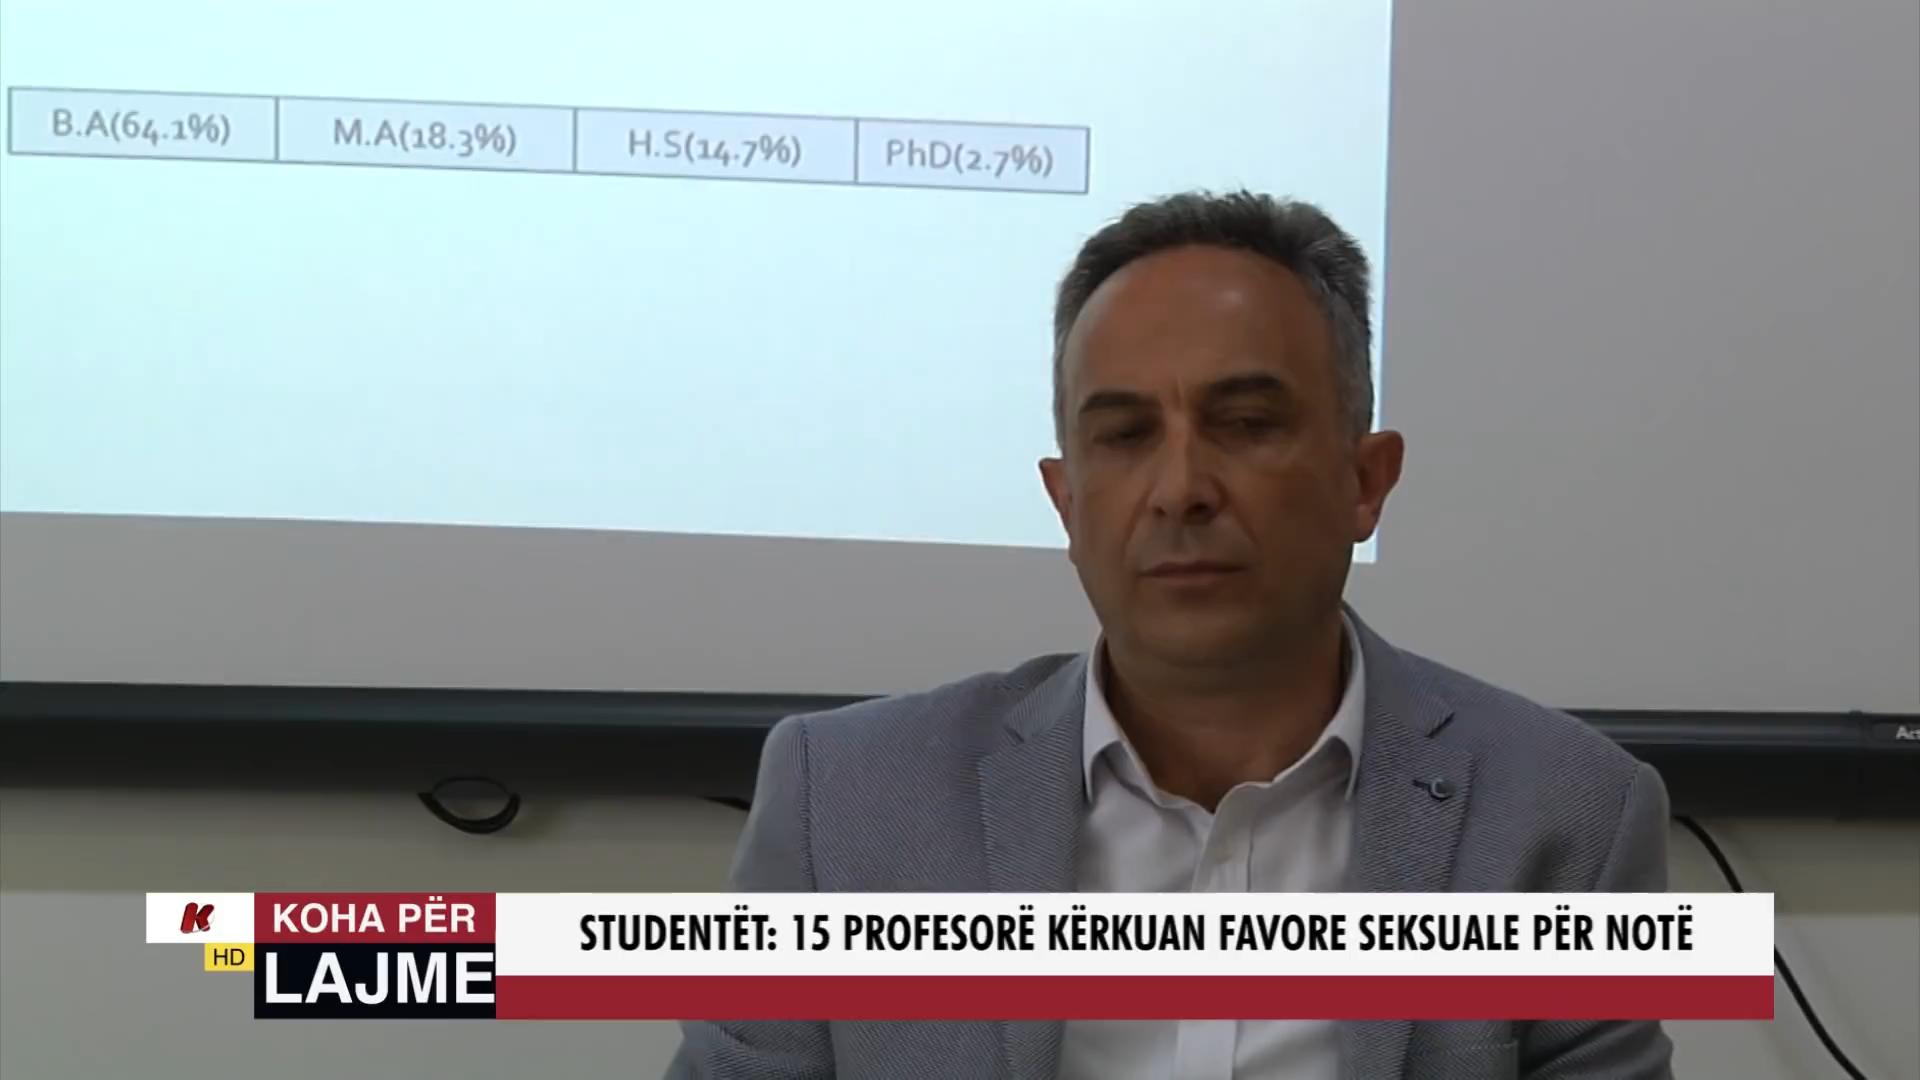 B.A(64.1%) M.A(18.3%) H.S(14.7%) PhD(2.7%)
K
HD
KOHA PËR
LAJME
STUDENTËT: 15 PROFESORË KËRKUAN FAVORE SEKSUALE PËR NOTË